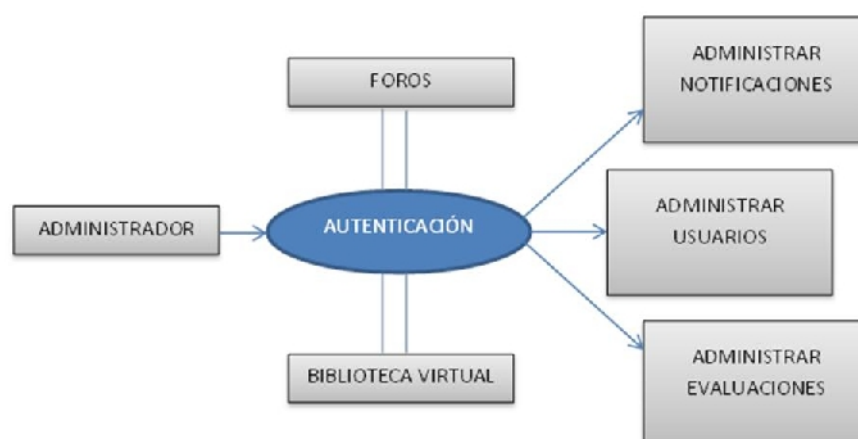 FOROS
ADMINISTRAR
NOTIFICACIONES
ADMINISTRADOR
AUTENTICACIÓN
ADMINISTRAR
USUARIOS
BIBLIOTECA VIRTUAL
ADMINISTRAR
EVALUACIONES